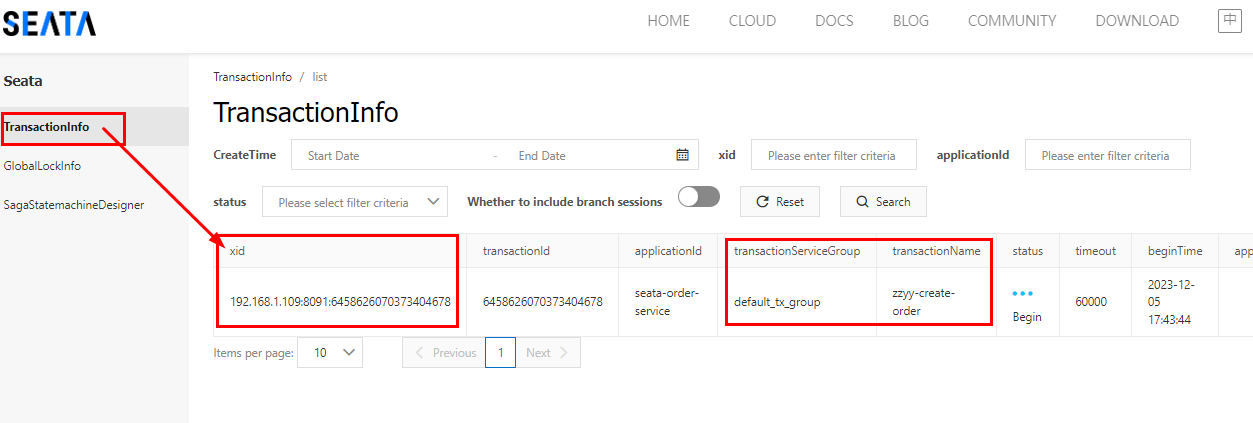 SEATA
HOME CLOUD DOCS BLOG COMMUNITY DOWNLOAD 中
Seata
TransactionInfo
GlobalLockInfo
SagaStatemachineDesigner
TransactionInfo / list
TransactionInfo
CreateTime Start Date - End Date xid Please enter filter criteria applicationId Please enter filter criteria
status Please select filter criteria Whether to include branch sessions Reset Search
xid transactionId applicationId transactionServiceGroup transactionName status timeout beginTime app
192.168.1.109:8091:6458626070373404678 6458626070373404678 seata-order-service default_tx_group zzyy-create-order Begin 60000 2023-12-05 17:43:44
Items per page: 10 Previous 1 Next